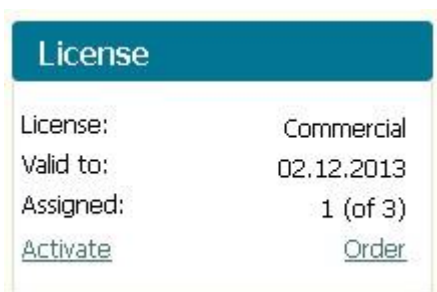 License
License: Commercial
Valid to: 02.12.2013
Assigned: 1 (of 3)
Activate Order